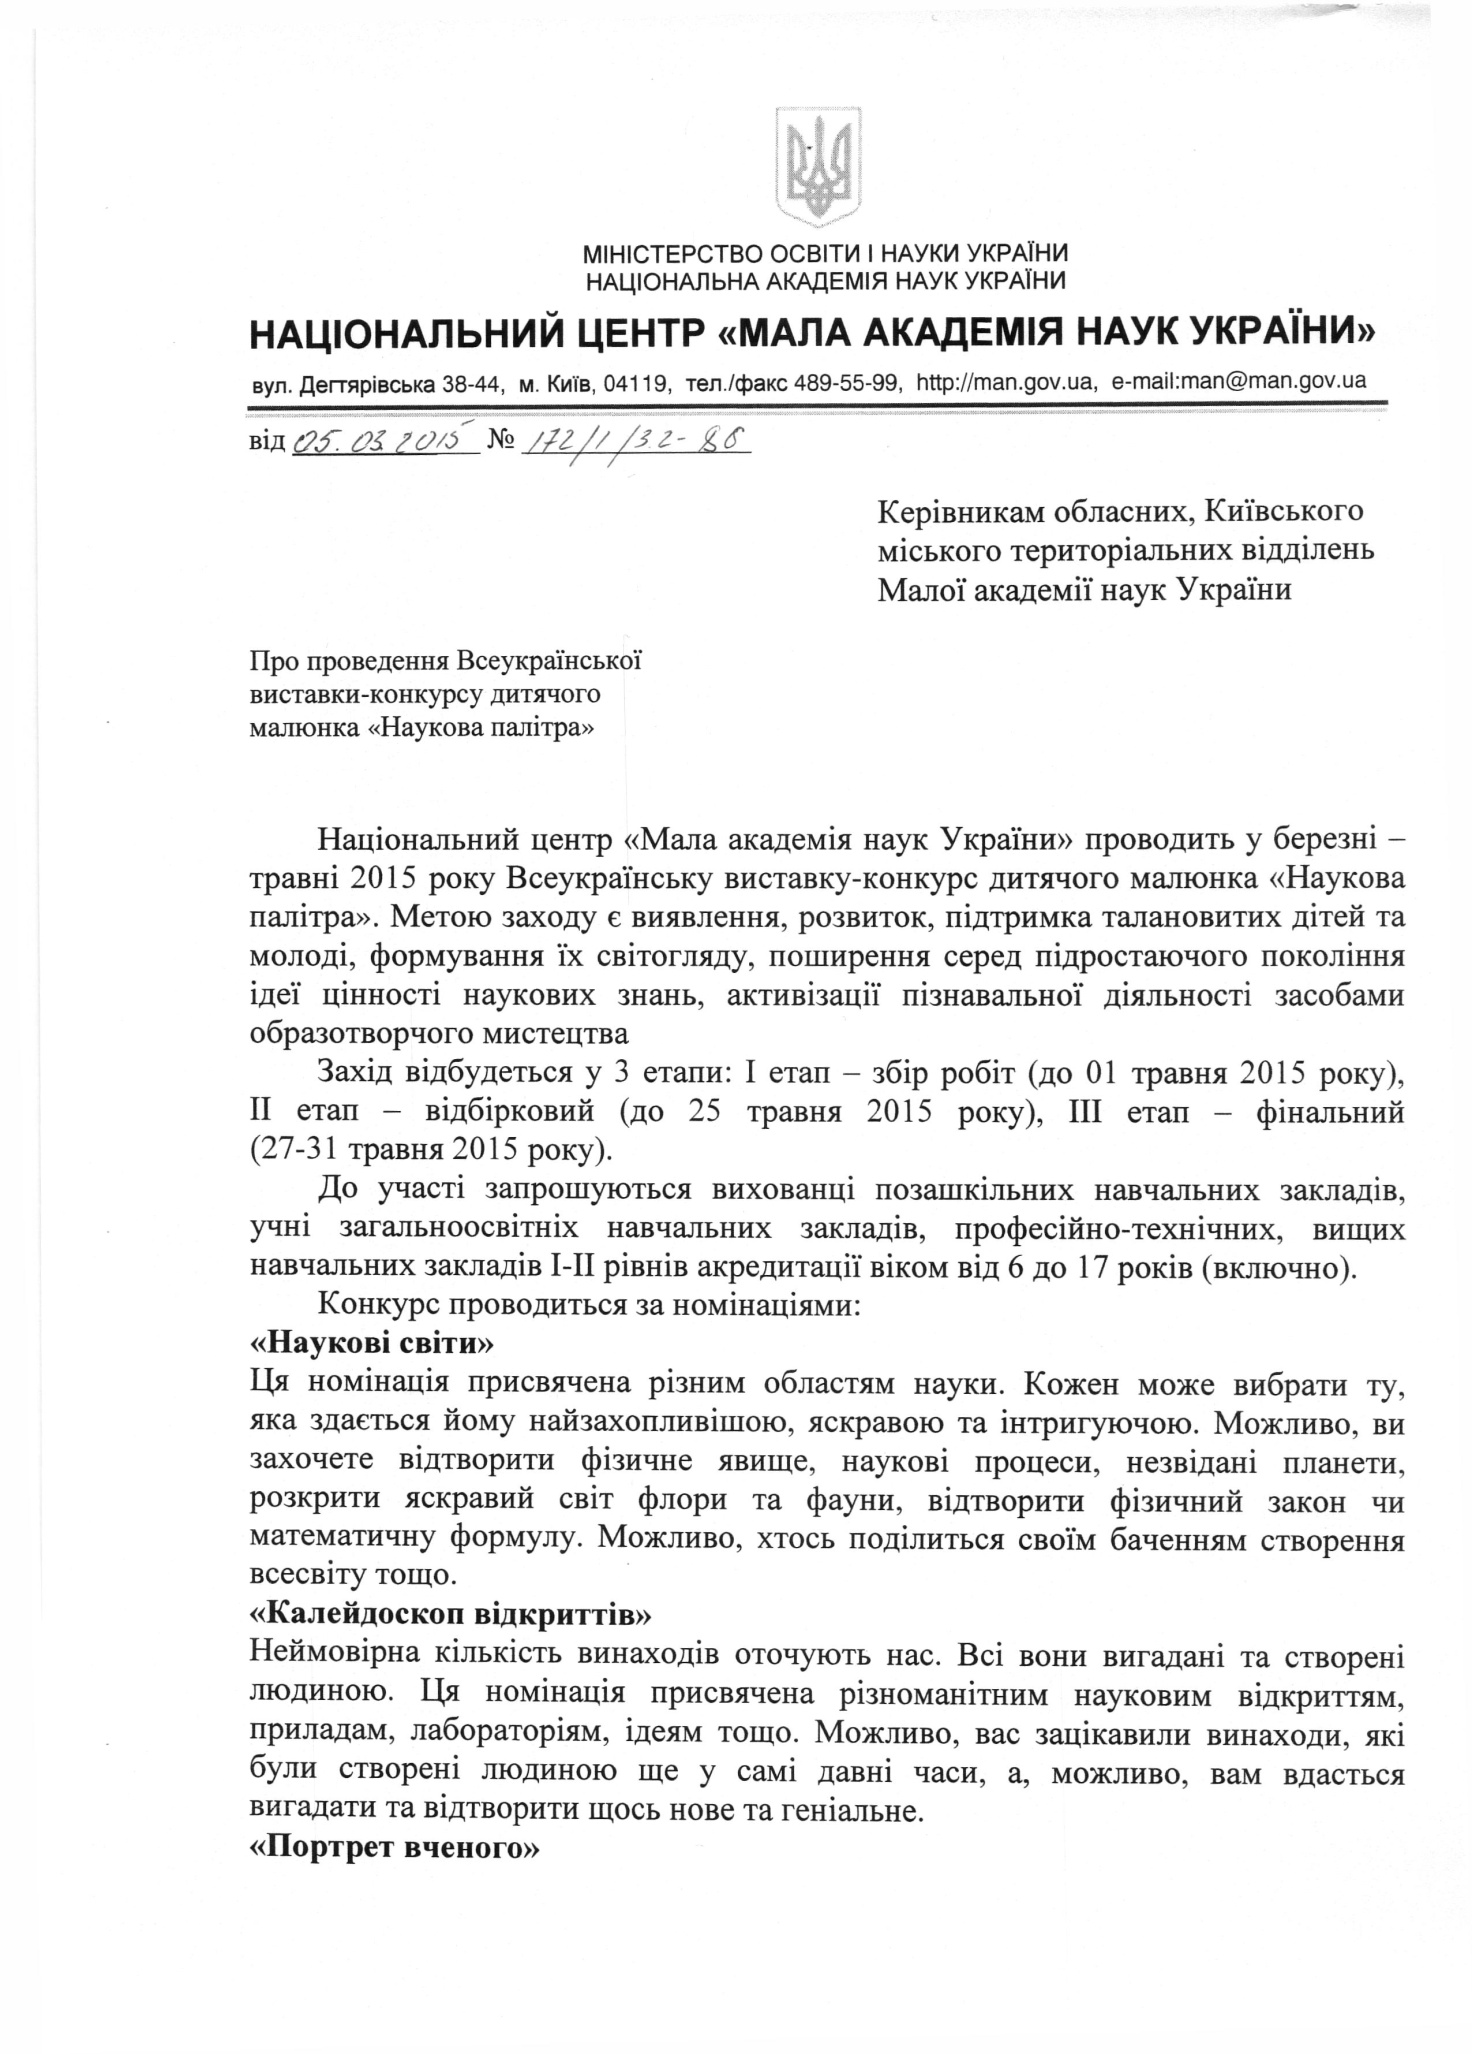 МІНІСТЕРСТВО ОСВІТИ І НАУКИ УКРАЇНИ
НАЦІОНАЛЬНА АКАДЕМІЯ НАУК УКРАЇНИ
НАЦІОНАЛЬНИЙ ЦЕНТР «МАЛА АКАДЕМІЯ НАУК УКРАЇНИ»
вул. Дегтярівська 38-44, м. Київ, 04119, тел./факс 489-55-99, http://man.gov.ua, e-mail:man@man.gov.ua
від 05.03.2015 № 172/1/32-86
Керівникам обласних, Київського
міського територіальних відділень
Малої академії наук України
Про проведення Всеукраїнської
виставки-конкурсу дитячого
малюнка «Наукова палітра»
Національний центр «Мала академія наук України» проводить у березні –
травні 2015 року Всеукраїнську виставку-конкурс дитячого малюнка «Наукова
палітра». Метою заходу є виявлення, розвиток, підтримка талановитих дітей та
молоді, формування їх світогляду, поширення серед підростаючого покоління
ідеї цінності наукових знань, активізації пізнавальної діяльності засобами
образотворчого мистецтва
Захід відбудеться у 3 етапи: І етап – збір робіт (до 01 травня 2015 року),
ІІ етап – відбірковий (до 25 травня 2015 року), ІІІ етап – фінальний
(27-31 травня 2015 року).
До участі запрошуються вихованці позашкільних навчальних закладів,
учні загальноосвітніх навчальних закладів, професійно-технічних, вищих
навчальних закладів І-ІІ рівнів акредитації віком від 6 до 17 років (включно).
Конкурс проводиться за номінаціями:
«Наукові світи»
Ця номінація присвячена різним областям науки. Кожен може вибрати ту,
яка здається йому найзахопливішою, яскравою та інтригуючою. Можливо, ви
захочете відтворити фізичне явище, наукові процеси, незвідані планети,
розкрити яскравий світ флори та фауни, відтворити фізичний закон чи
математичну формулу. Можливо, хтось поділиться своїм баченням створення
всесвіту тощо.
«Калейдоскоп відкриттів»
Неймовірна кількість винаходів оточують нас. Всі вони вигадані та створені
людиною. Ця номінація присвячена різноманітним науковим відкриттям,
приладам, лабораторіям, ідеям тощо. Можливо, вас зацікавили винаходи, які
були створені людиною ще у самі давні часи, а, можливо, вам вдасться
вигадати та відтворити щось нове та геніальне.
«Портрет вченого»